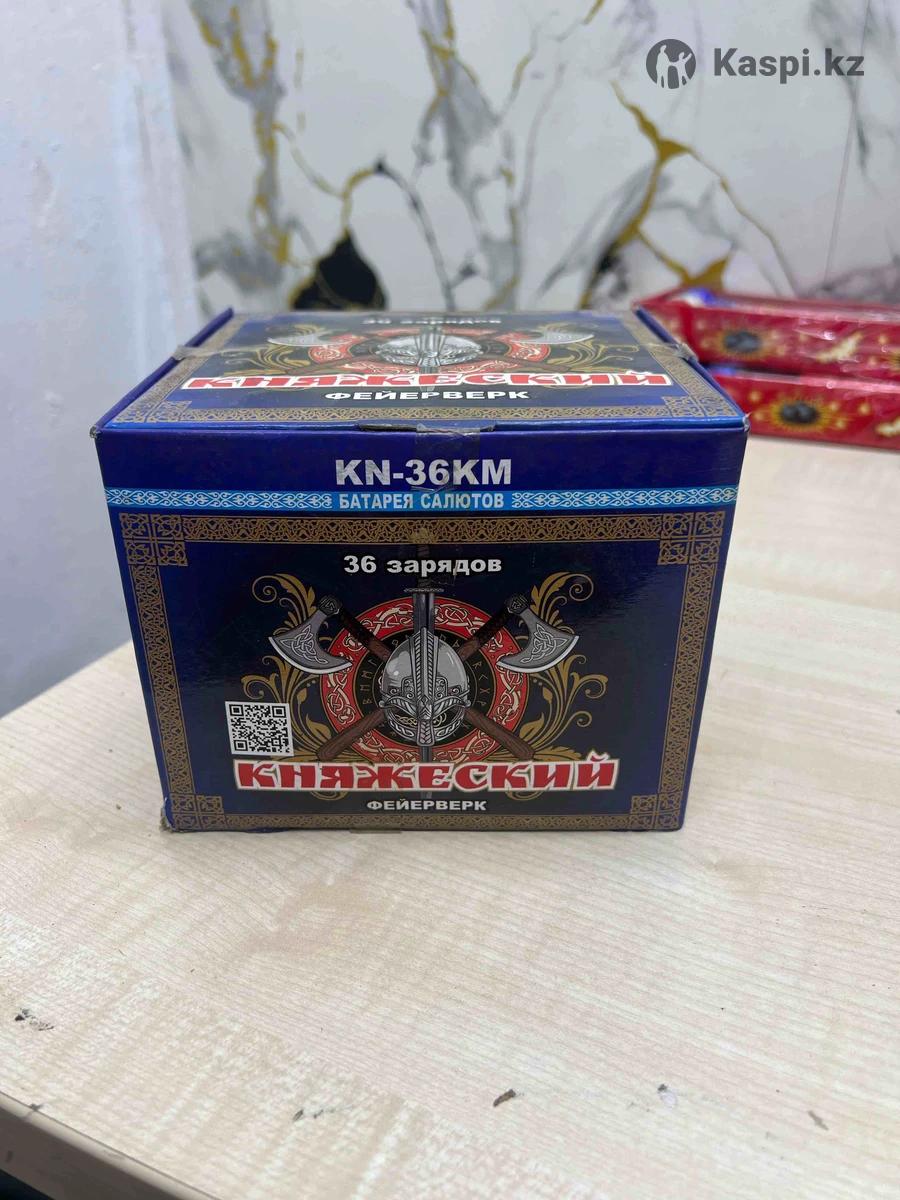 Kaspi.kz
36 зарядов
КНЯЖЕСКИЙ
ФЕЙЕРВЕРК
KN-36KM
БАТАРЕЯ САЛЮТОВ
36 зарядов
КНЯЖЕСКИЙ
ФЕЙЕРВЕРК